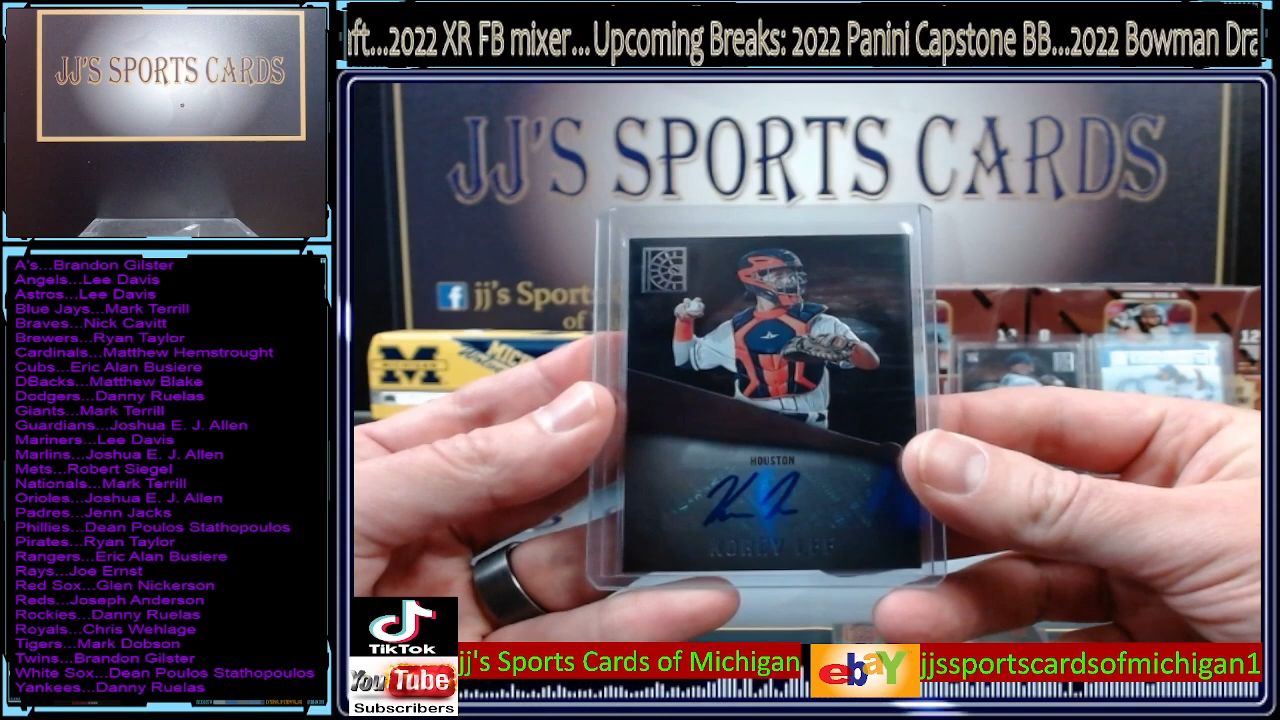 JJ'S SPORTS CARDS
ft...2022 XR FB mixer... Upcoming Breaks: 2022 Panini Capstone BB...2022 Bowman Dra
JJ'S SPORTS CARDS
jj's Sport
of
HOUSTON
KOREY LEE
A's...Brandon Gilster
Angels...Lee Davis
Astros...Lee Davis
Blue Jays...Mark Terrill
Braves...Nick Cavitt
Brewers...Ryan Taylor
Cardinals...Matthew Hemstrought
Cubs...Eric Alan Busiere
DBacks...Matthew Blake
Dodgers...Danny Ruelas
Giants...Mark Terrill
Guardians...Joshua E. J. Allen
Mariners...Lee Davis
Marlins...Joshua E. J. Allen
Mets...Robert Siegel
Nationals...Mark Terrill
Orioles...Joshua E. J. Allen
Padres...Jenn Jacks
Phillies...Dean Poulos Stathopoulos
Pirates...Ryan Taylor
Rangers...Eric Alan Busiere
Rays...Joe Ernst
Red Sox...Glen Nickerson
Reds...Joseph Anderson
Rockies...Danny Ruelas
Royals...Chris Wehlage
Tigers...Mark Dobson
Twins...Brandon Gilster
White Sox...Dean Poulos Stathopoulos
Yankees...Danny Ruelas
TikTok
YouTube
Subscribers
jj's Sports Cards of Michigan
ebay
jjssportscardsofmichigan1